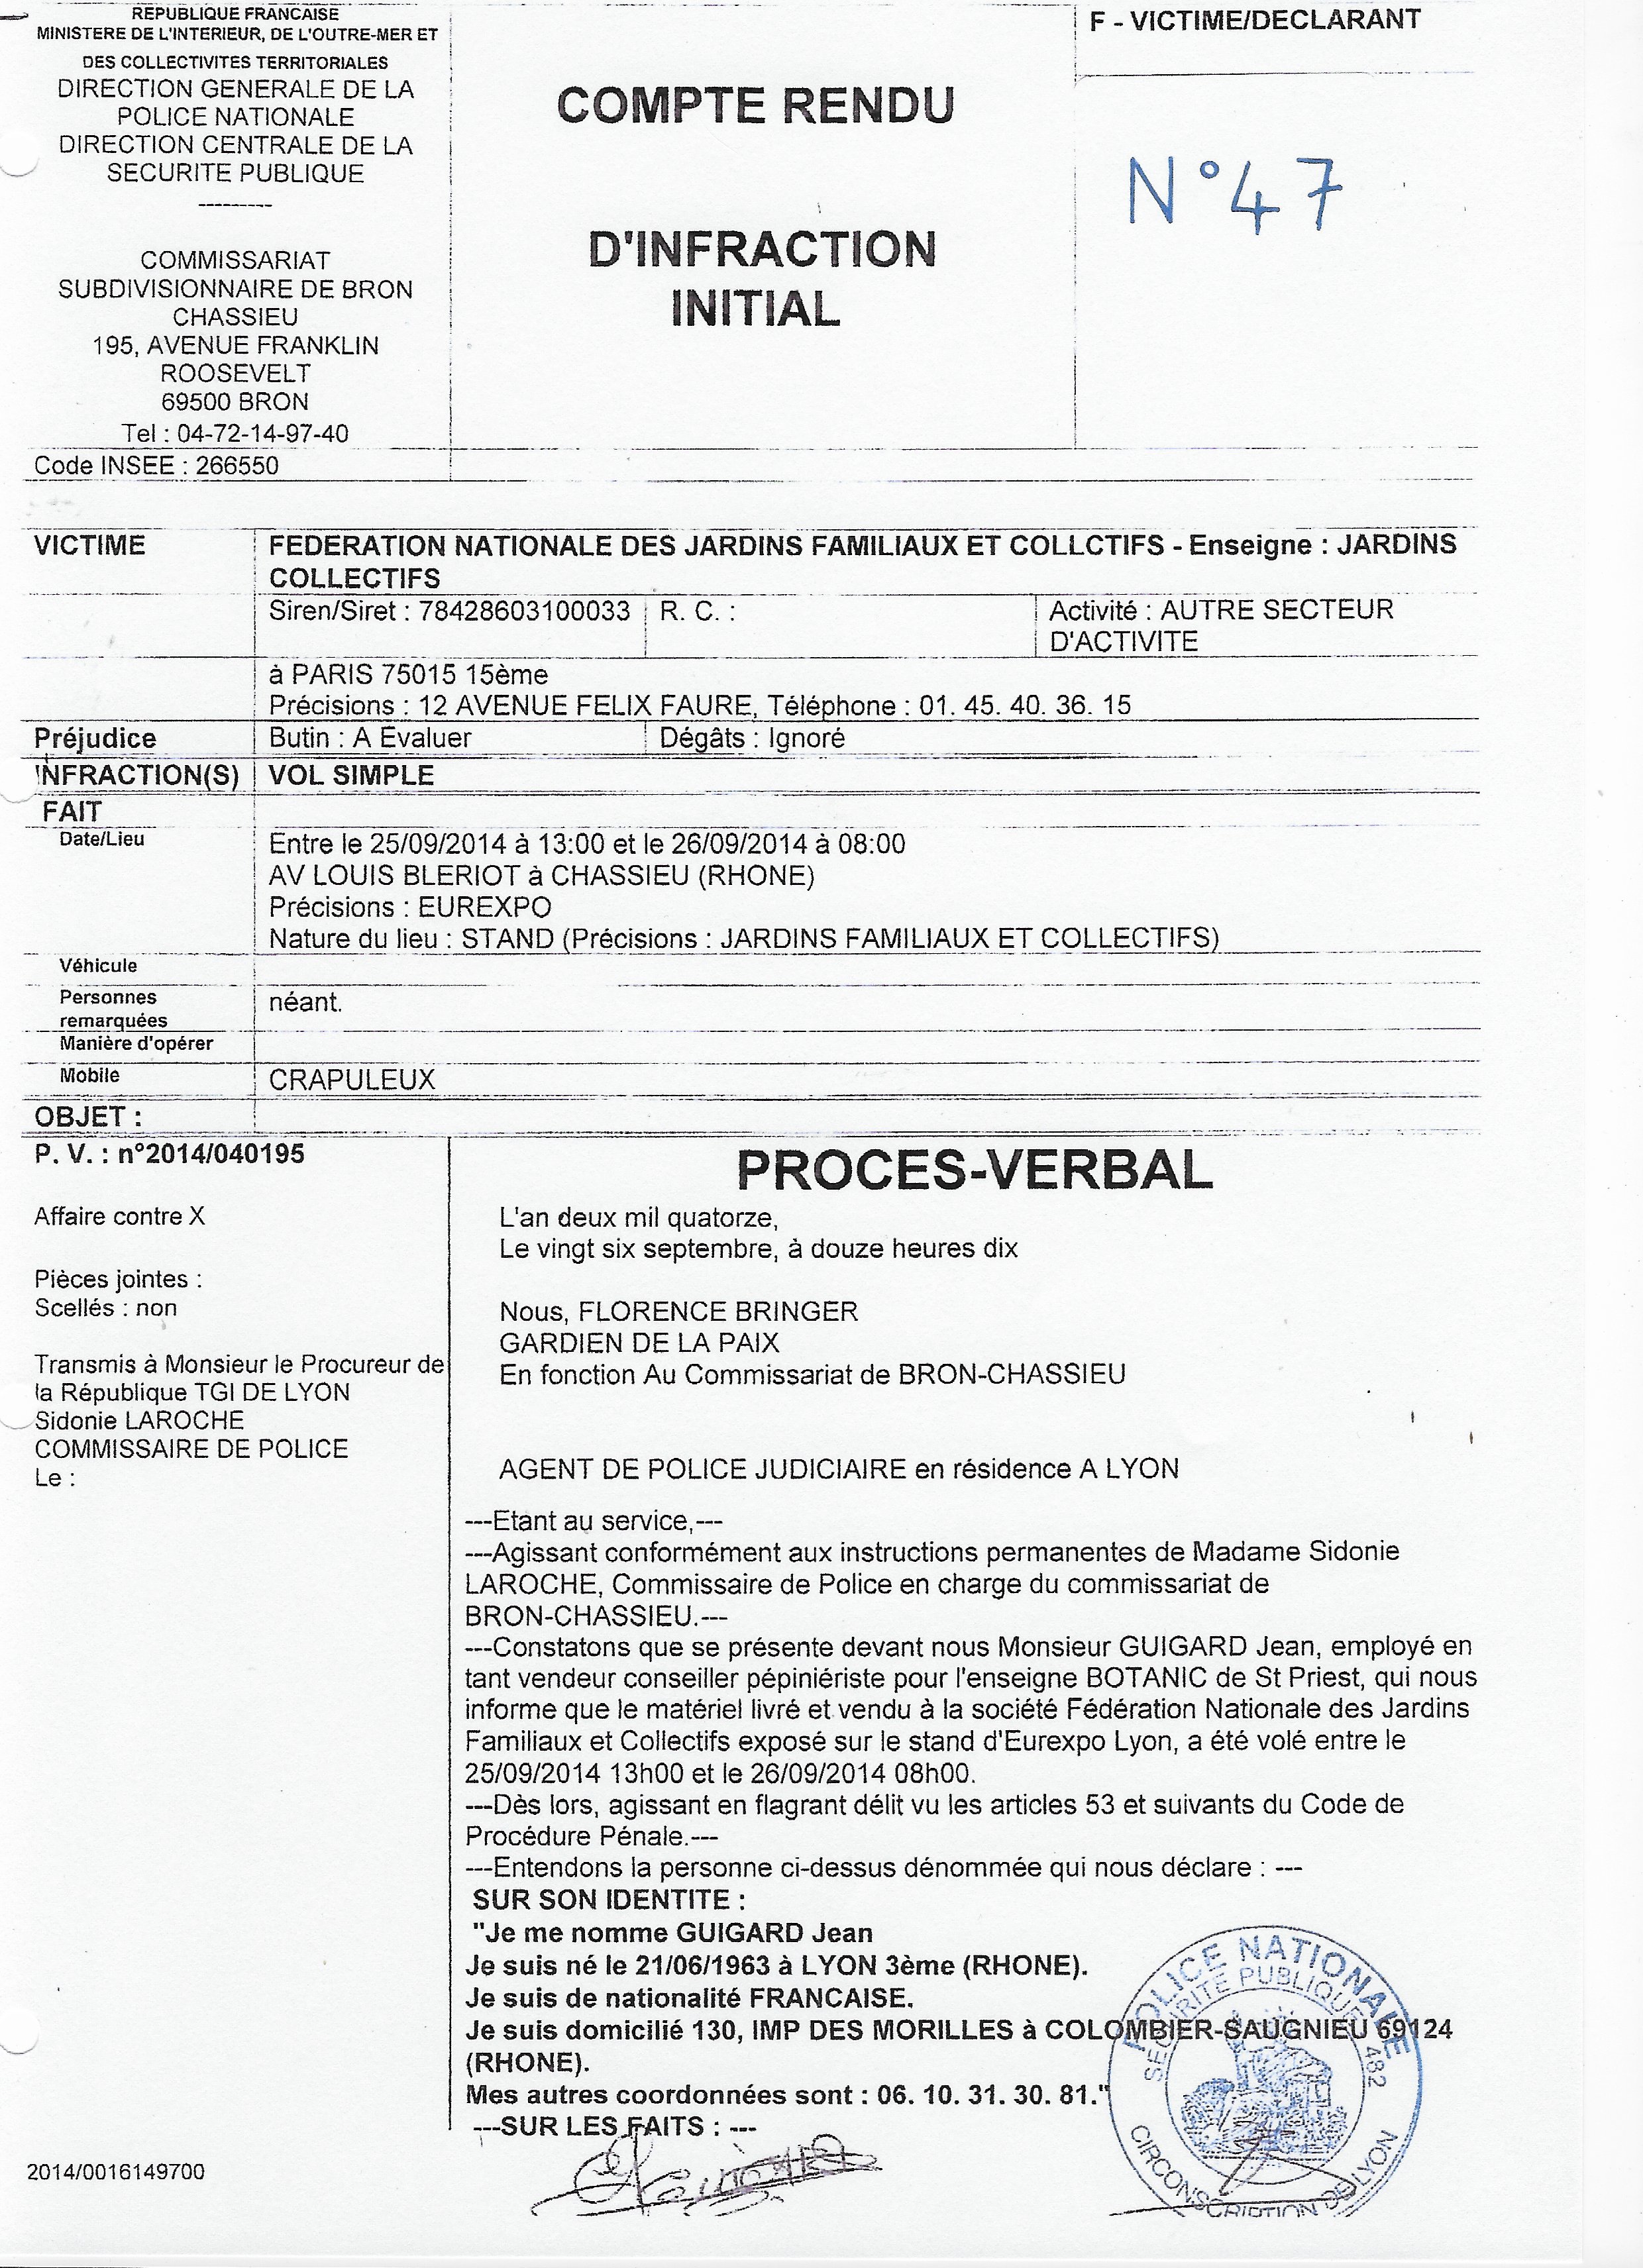 REPUBLIQUE FRANCAISE
MINISTERE DE L'INTERIEUR, DE L'OUTRE-MER ET
DES COLLECTIVITES TERRITORIALES
DIRECTION GENERALE DE LA
POLICE NATIONALE
DIRECTION CENTRALE DE LA
SECURITE PUBLIQUE
---------
COMMISSARIAT
SUBDIVISIONNAIRE DE BRON
CHASSIEU
195, AVENUE FRANKLIN
ROOSEVELT
69500 BRON
Tel : 04-72-14-97-40
Code INSEE : 266550
COMPTE RENDU
D'INFRACTION
INITIAL
F - VICTIME/DECLARANT
N°47
VICTIME
FEDERATION NATIONALE DES JARDINS FAMILIAUX ET COLLCTIFS - Enseigne : JARDINS
COLLECTIFS
Siren/Siret : 78428603100033
R. C. :
Activité : AUTRE SECTEUR
D'ACTIVITE
à PARIS 75015 15ème
Précisions : 12 AVENUE FELIX FAURE, Téléphone : 01. 45. 40. 36. 15
Préjudice
Butin : A Evaluer
Dégâts : Ignoré
INFRACTION(S)
VOL SIMPLE
FAIT
Date/Lieu
Entre le 25/09/2014 à 13:00 et le 26/09/2014 à 08:00
AV LOUIS BLERIOT à CHASSIEU (RHONE)
Précisions : EUREXPO
Nature du lieu : STAND (Précisions : JARDINS FAMILIAUX ET COLLECTIFS)
Véhicule
Personnes
remarquées
néant.
Manière d'opérer
Mobile
CRAPULEUX
OBJET :
P. V. : n°2014/040195
Affaire contre X
Pièces jointes :
Scellés : non
Transmis à Monsieur le Procureur de
la République TGI DE LYON
Sidonie LAROCHE
COMMISSAIRE DE POLICE
Le :
PROCES-VERBAL
L'an deux mil quatorze,
Le vingt six septembre, à douze heures dix
Nous, FLORENCE BRINGER
GARDIEN DE LA PAIX
En fonction Au Commissariat de BRON-CHASSIEU
AGENT DE POLICE JUDICIAIRE en résidence A LYON
---Etant au service,---
---Agissant conformément aux instructions permanentes de Madame Sidonie
LAROCHE, Commissaire de Police en charge du commissariat de
BRON-CHASSIEU.---
---Constatons que se présente devant nous Monsieur GUIGARD Jean, employé en
tant vendeur conseiller pépiniériste pour l'enseigne BOTANIC de St Priest, qui nous
informe que le matériel livré et vendu à la société Fédération Nationale des Jardins
Familiaux et Collectifs exposé sur le stand d'Eurexpo Lyon, a été volé entre le
25/09/2014 13h00 et le 26/09/2014 08h00.
---Dès lors, agissant en flagrant délit vu les articles 53 et suivants du Code de
Procédure Pénale.---
---Entendons la personne ci-dessus dénommée qui nous déclare : ---
SUR SON IDENTITE :
"Je me nomme GUIGARD Jean
Je suis né le 21/06/1963 à LYON 3ème (RHONE).
Je suis de nationalité FRANCAISE.
Je suis domicilié 130, IMP DES MORILLES à COLOMBIER-SAUGNIEU 69124
(RHONE).
Mes autres coordonnées sont : 06. 10. 31. 30. 81."
---SUR LES FAITS : ---
POLICE NATIONALE
SECURITE PUBLIQUE 482
CIRCONSCRIPTION DE LYON
2014/0016149700